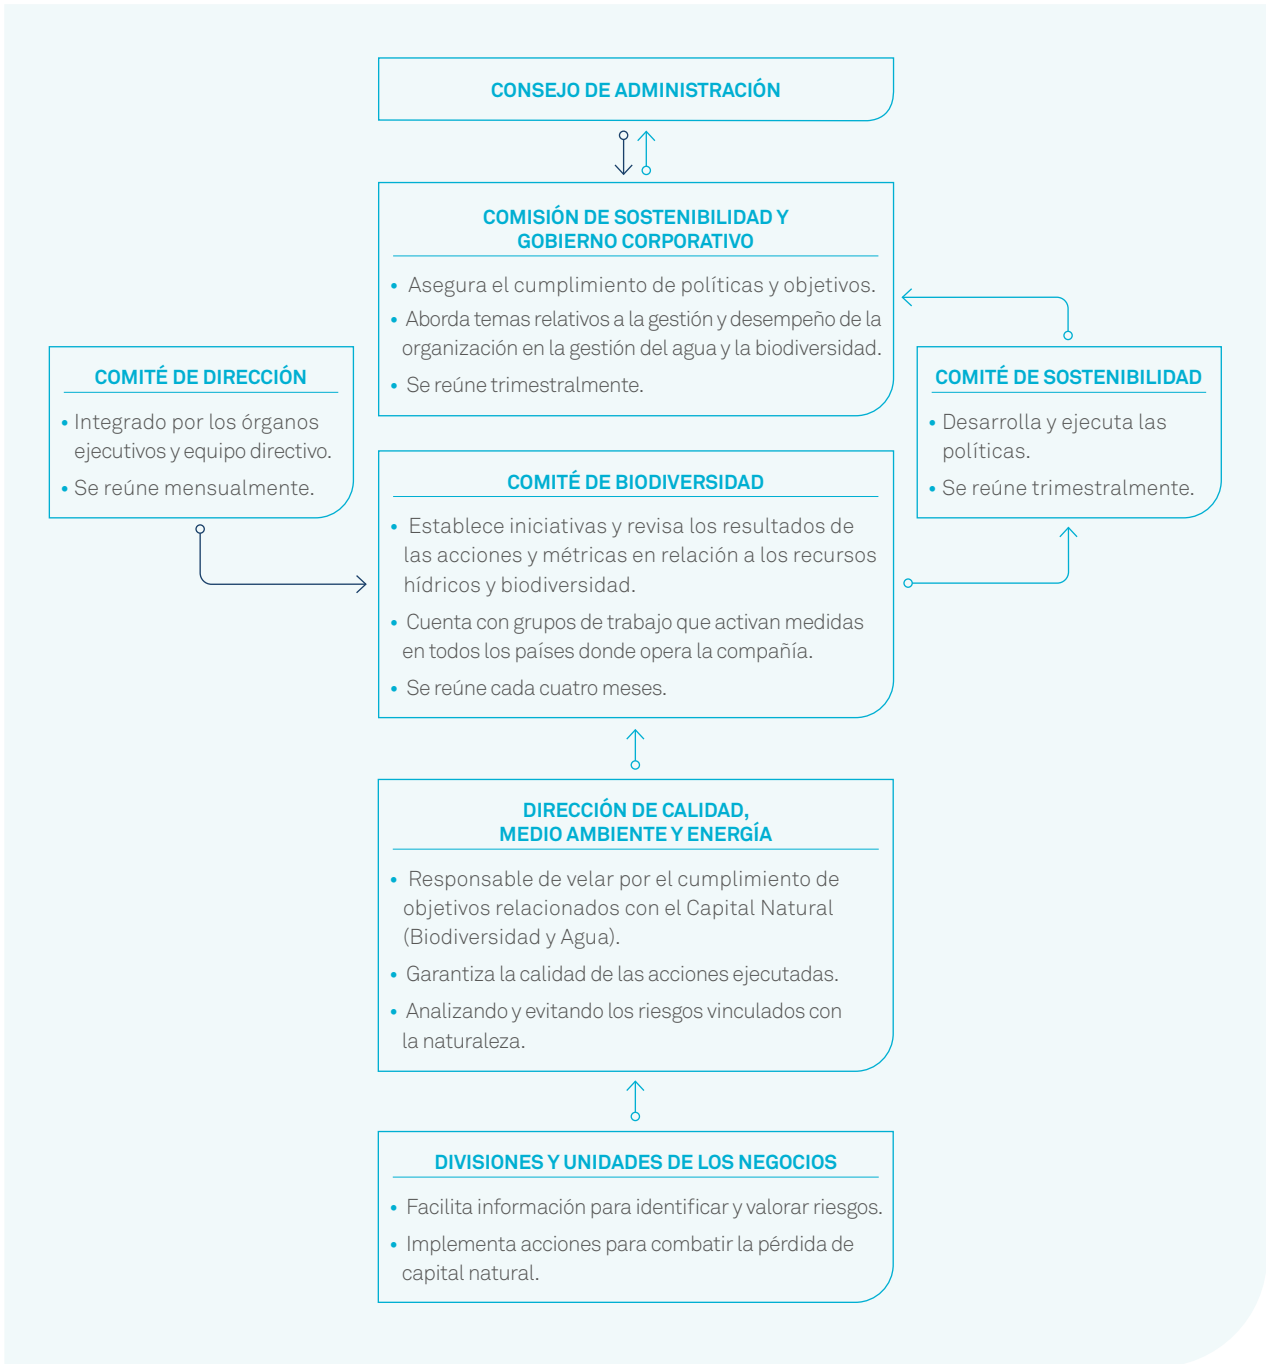 CONSEJO DE ADMINISTRACIÓN
COMISIÓN DE SOSTENIBILIDAD Y
GOBIERNO CORPORATIVO
• Asegura el cumplimiento de políticas y objetivos.
• Aborda temas relativos a la gestión y desempeño de la
organización en la gestión del agua y la biodiversidad.
• Se reúne trimestralmente.
COMITÉ DE DIRECCIÓN
• Integrado por los órganos
ejecutivos y equipo directivo.
• Se reúne mensualmente.
COMITÉ DE SOSTENIBILIDAD
• Desarrolla y ejecuta las
políticas.
• Se reúne trimestralmente.
COMITÉ DE BIODIVERSIDAD
• Establece iniciativas y revisa los resultados de
las acciones y métricas en relación a los recursos
hídricos y biodiversidad.
• Cuenta con grupos de trabajo que activan medidas
en todos los países donde opera la compañía.
• Se reúne cada cuatro meses.
DIRECCIÓN DE CALIDAD,
MEDIO AMBIENTE Y ENERGÍA
• Responsable de velar por el cumplimiento de
objetivos relacionados con el Capital Natural
(Biodiversidad y Agua).
• Garantiza la calidad de las acciones ejecutadas.
• Analizando y evitando los riesgos vinculados con
la naturaleza.
DIVISIONES Y UNIDADES DE LOS NEGOCIOS
• Facilita información para identificar y valorar riesgos.
• Implementa acciones para combatir la pérdida de
capital natural.